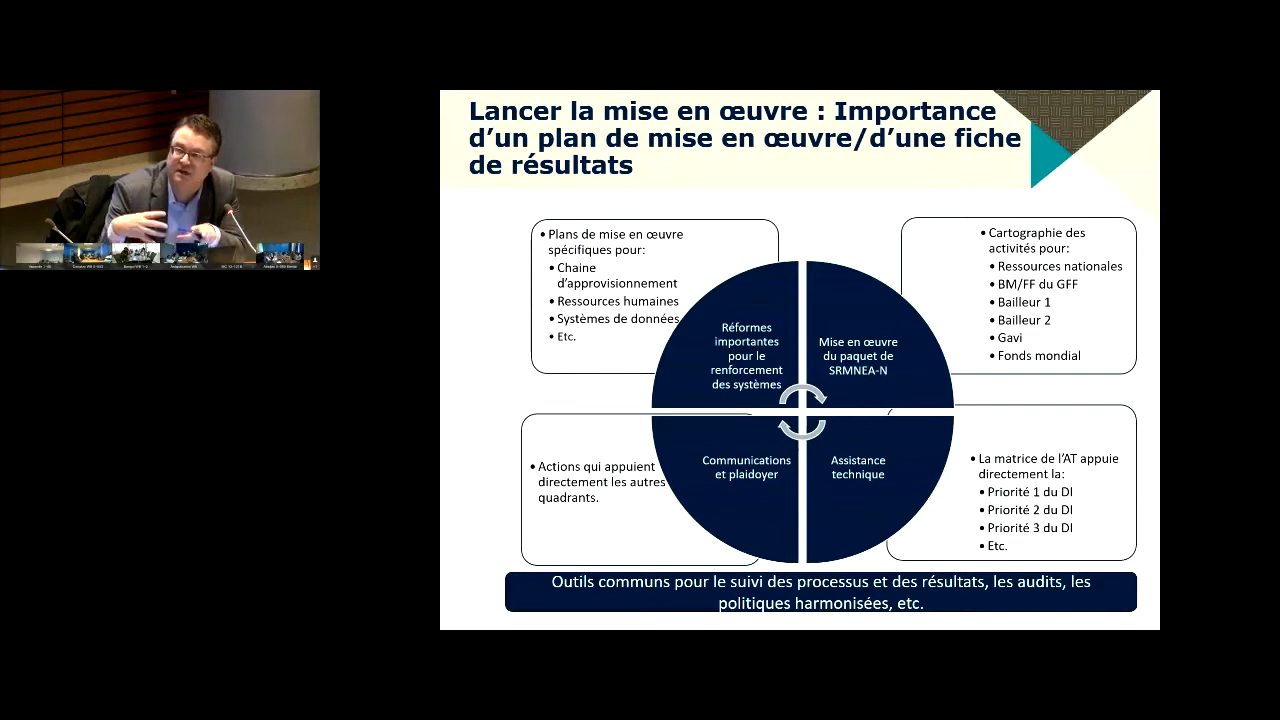 Lancer la mise en œuvre : Importance
d’un plan de mise en œuvre/d’une fiche
de résultats
• Plans de mise en œuvre
spécifiques pour:
• Chaine
d’approvisionnement
• Ressources humaines
• Systèmes de données
• Etc.
• Cartographie des
activités pour:
• Ressources nationales
• BM/FF du GFF
• Bailleur 1
• Bailleur 2
• Gavi
• Fonds mondial
Réformes
importantes
pour le
renforcement
des systèmes
Mise en œuvre
du paquet de
SRMNEA-N
Communications
et plaidoyer
Assistance
technique
• Actions qui appuient
directement les autres
quadrants.
• La matrice de l’AT appuie
directement la:
• Priorité 1 du DI
• Priorité 2 du DI
• Priorité 3 du DI
• Etc.
Outils communs pour le suivi des processus et des résultats, les audits, les
politiques harmonisées, etc.